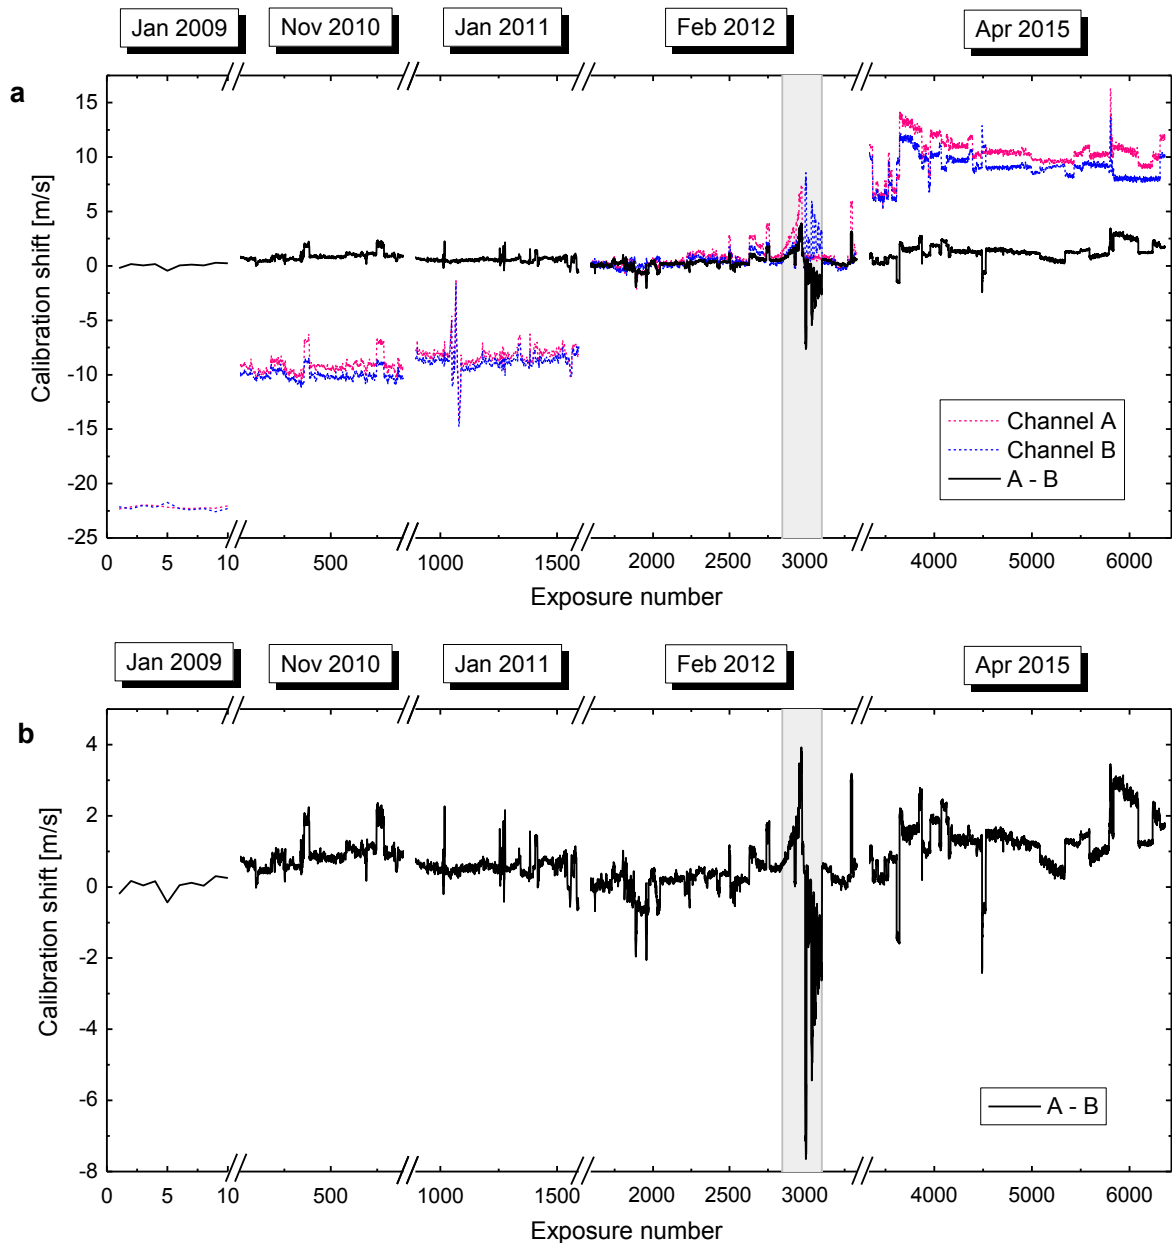 Jan 2009 Nov 2010 Jan 2011 Feb 2012 Apr 2015
a
15
10
5
0
-5
-10
-15
-20
-25
Calibration shift [m/s]
Channel A
Channel B
A - B
0 5 10 500 1000 1500 2000 2500 3000 4000 5000 6000
Exposure number
Jan 2009 Nov 2010 Jan 2011 Feb 2012 Apr 2015
b
4
2
0
-2
-4
-6
-8
Calibration shift [m/s]
A - B
0 5 10 500 1000 1500 2000 2500 3000 4000 5000 6000
Exposure number